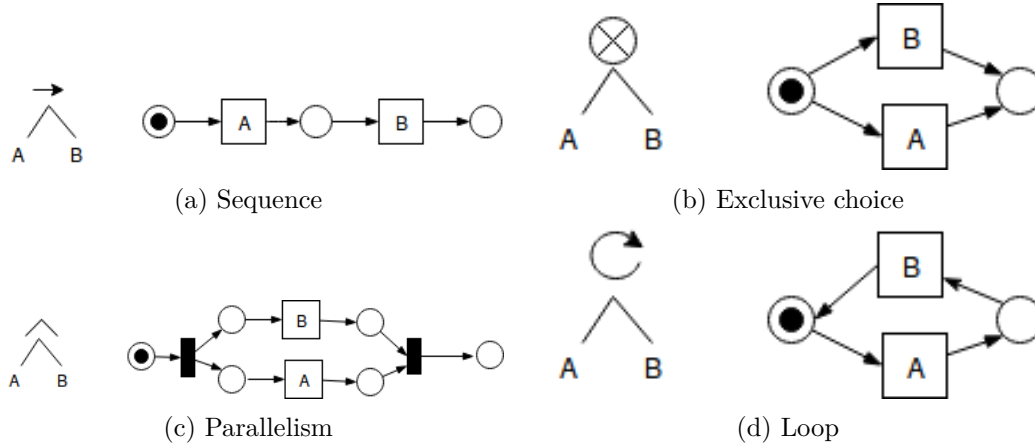 A B
A
B
(a) Sequence
A B
B
A
(b) Exclusive choice
A B
B
A
(c) Parallelism
A B
B
A
(d) Loop